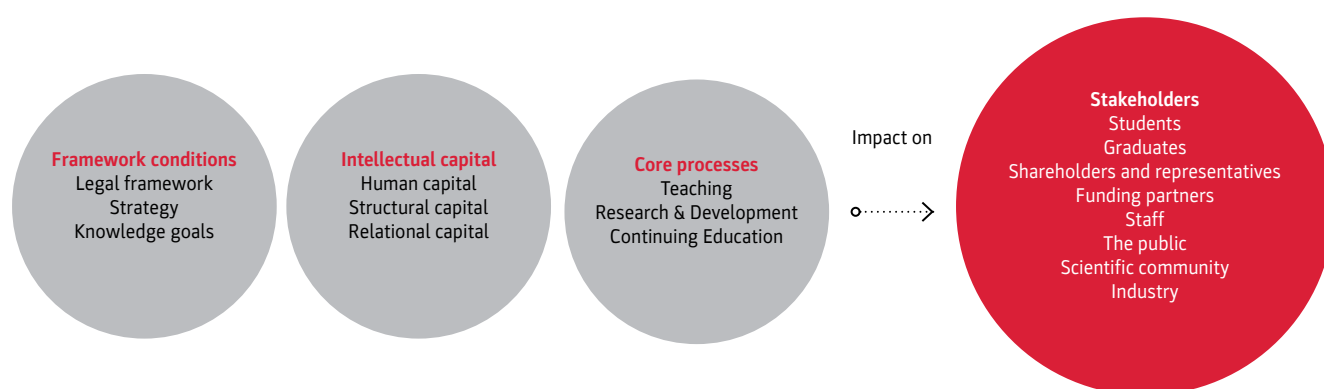 Framework conditions
Legal framework
Strategy
Knowledge goals
Intellectual capital
Human capital
Structural capital
Relational capital
Core processes
Teaching
Research & Development
Continuing Education
Impact on
Stakeholders
Students
Graduates
Shareholders and representatives
Funding partners
Staff
The public
Scientific community
Industry